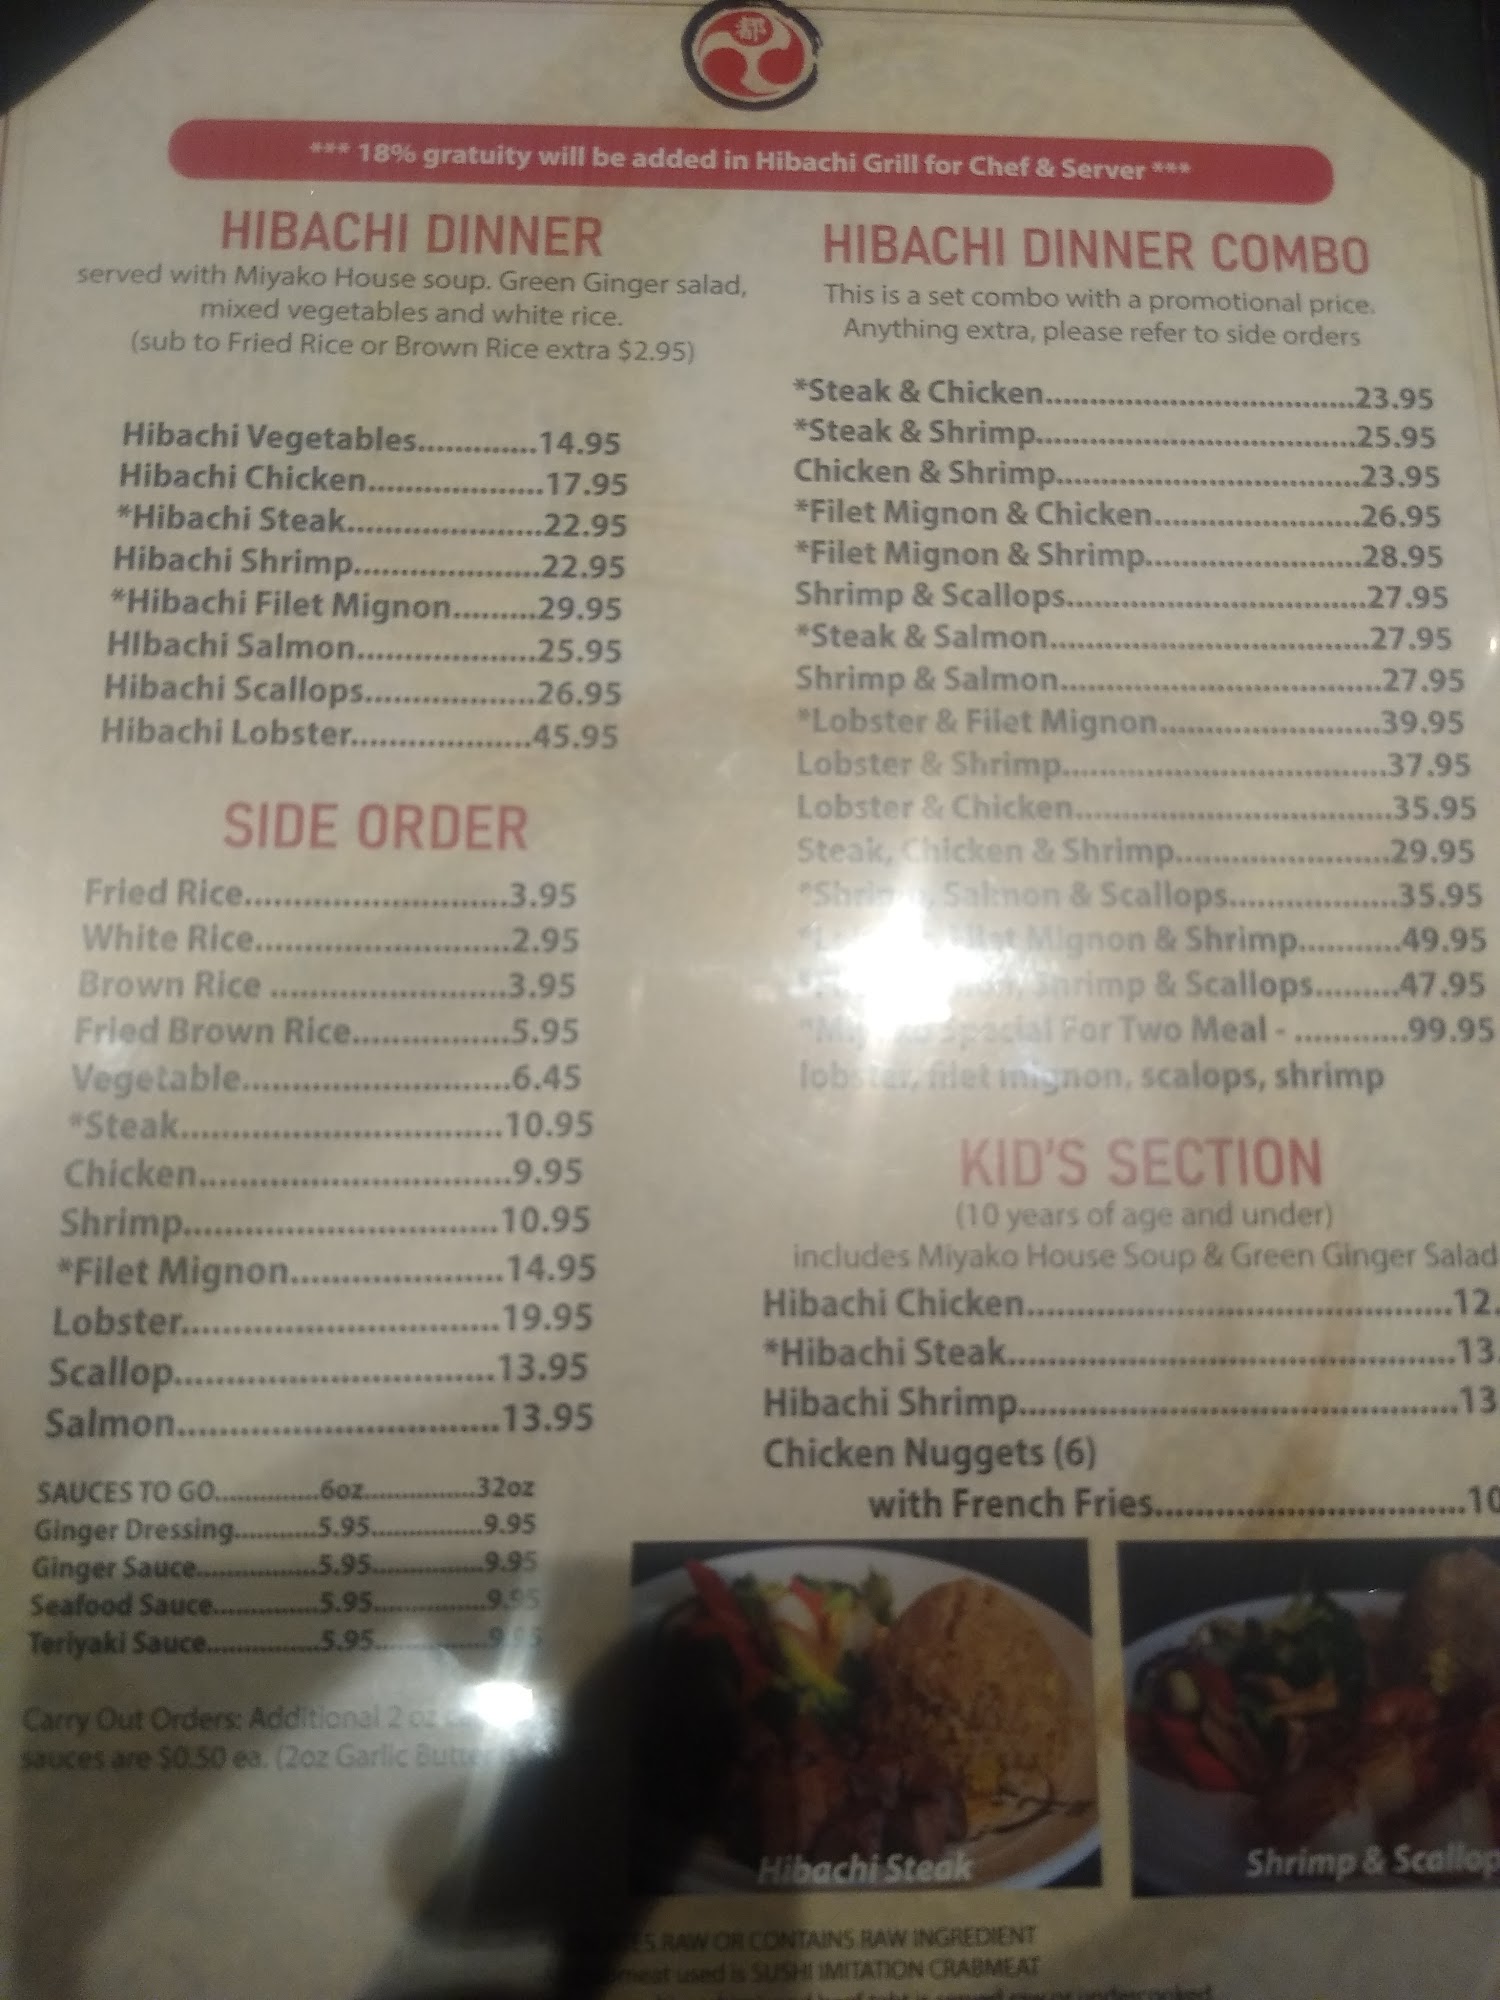 都
*** 18% gratuity will be added in Hibachi Grill for Chef & Server ***
HIBACHI DINNER
served with Miyako House soup. Green Ginger salad,
mixed vegetables and white rice.
(sub to Fried Rice or Brown Rice extra $2.95)
Hibachi Vegetables.............14.95
Hibachi Chicken...................17.95
*Hibachi Steak.....................22.95
Hibachi Shrimp....................22.95
*Hibachi Filet Mignon.........29.95
HIbachi Salmon...................25.95
Hibachi Scallops..................26.95
Hibachi Lobster...................45.95
SIDE ORDER
Fried Rice...........................3.95
White Rice..........................2.95
Brown Rice ........................3.95
Fried Brown Rice................5.95
Vegetable...........................6.45
*Steak................................10.95
Chicken...............................9.95
Shrimp...............................10.95
*Filet Mignon.....................14.95
Lobster...............................19.95
Scallop...............................13.95
Salmon...............................13.95
SAUCES TO GO...............6oz................32oz
Ginger Dressing............5.95................9.95
Ginger Sauce.................5.95................9.95
Seafood Sauce...............5.95................9.95
Teriyaki Sauce................5.95................9.95
Carry Out Orders: Additional 2 oz
sauces are $0.50 ea. (2oz Garlic Butter
HIBACHI DINNER COMBO
This is a set combo with a promotional price.
Anything extra, please refer to side orders
*Steak & Chicken...................................23.95
*Steak & Shrimp....................................25.95
Chicken & Shrimp..................................23.95
*Filet Mignon & Chicken.......................26.95
*Filet Mignon & Shrimp........................28.95
Shrimp & Scallops..................................27.95
*Steak & Salmon....................................27.95
Shrimp & Salmon....................................27.95
*Lobster & Filet Mignon.........................39.95
Lobster & Shrimp....................................37.95
Lobster & Chicken...................................35.95
Steak, Chicken & Shrimp........................29.95
*Shrimp, Salmon & Scallops...................35.95
Filet Mignon & Shrimp............49.95
Shrimp & Scallops.........47.95
*Miyako Special For Two Meal - ............99.95
lobster, filet mignon, scalops, shrimp
KID'S SECTION
(10 years of age and under)
includes Miyako House Soup & Green Ginger Salad
Hibachi Chicken..............................................12.
*Hibachi Steak................................................13.
Hibachi Shrimp...............................................13
Chicken Nuggets (6)
with French Fries..................................10
Hibachi Steak
Shrimp & Scallop
RAW OR CONTAINS RAW INGREDIENT
meat used is SUSHI IMITATION CRABMEAT